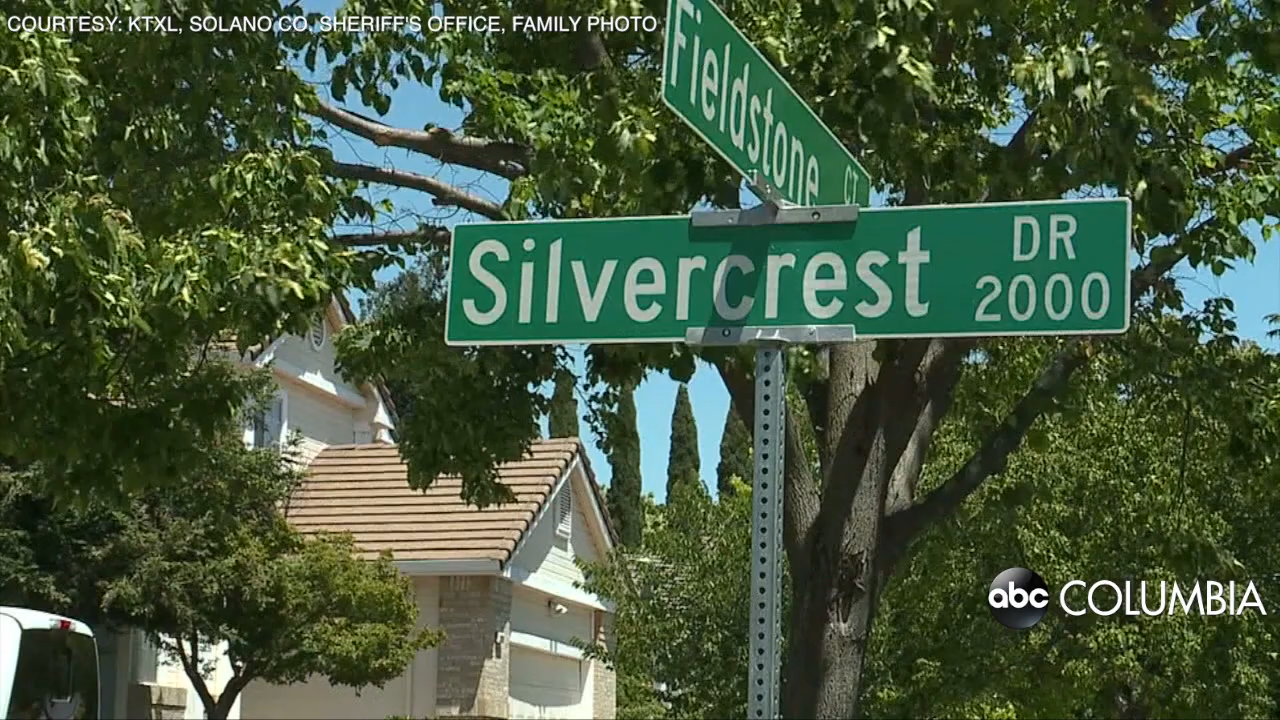 COURTESY: KTXL, SOLANO CO. SHERIFF'S OFFICE, FAMILY PHOTO
Fieldstone CT
Silvercrest DR
2000
abc COLUMBIA